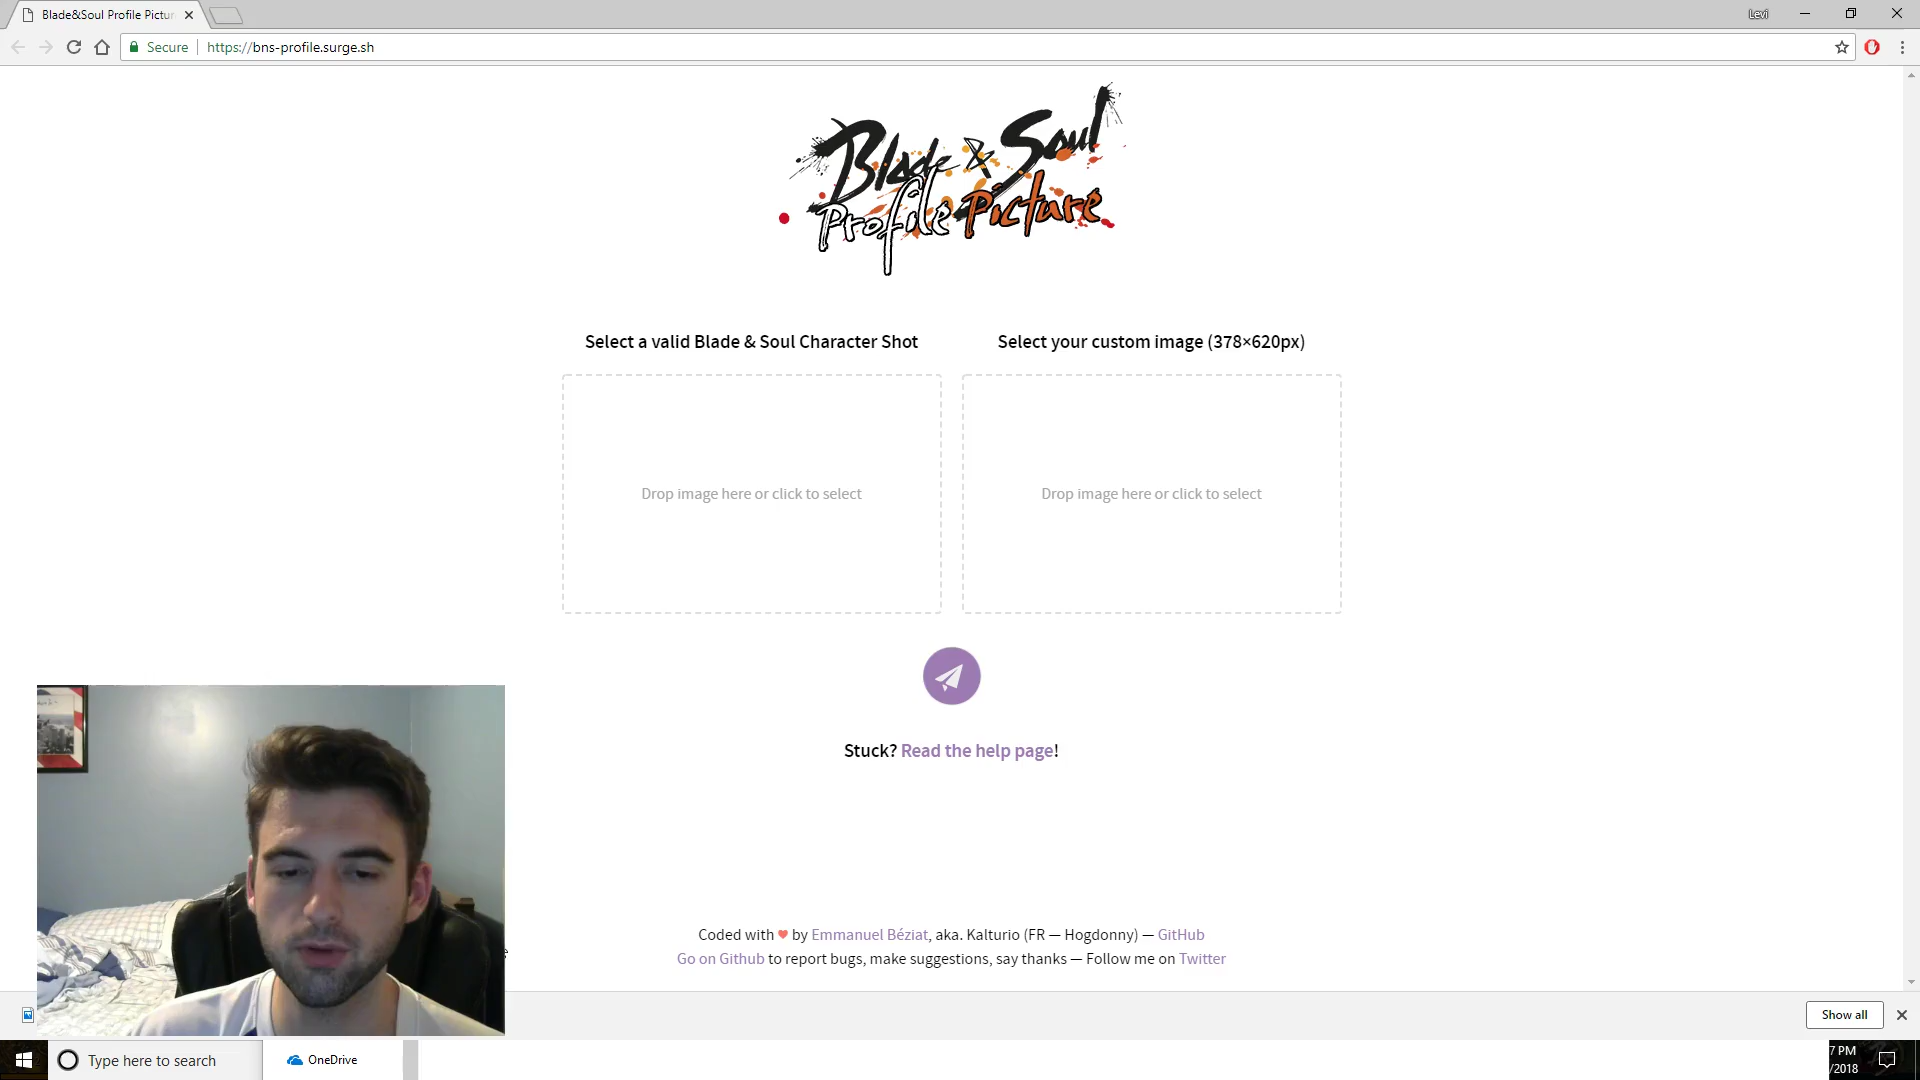 Blade&Soul Profile Pictu
Levi
Secure
https://bns-profile.surge.sh
Blade & Soul
Profile Picture
Select a valid Blade & Soul Character Shot
Select your custom image (378×620px)
Drop image here or click to select
Drop image here or click to select
Stuck? Read the help page!
Coded with ♥ by Emmanuel Béziat, aka. Kalturio (FR — Hogdonny) — GitHub
Go on Github to report bugs, make suggestions, say thanks — Follow me on Twitter
Show all
Type here to search
OneDrive
7 PM
/2018